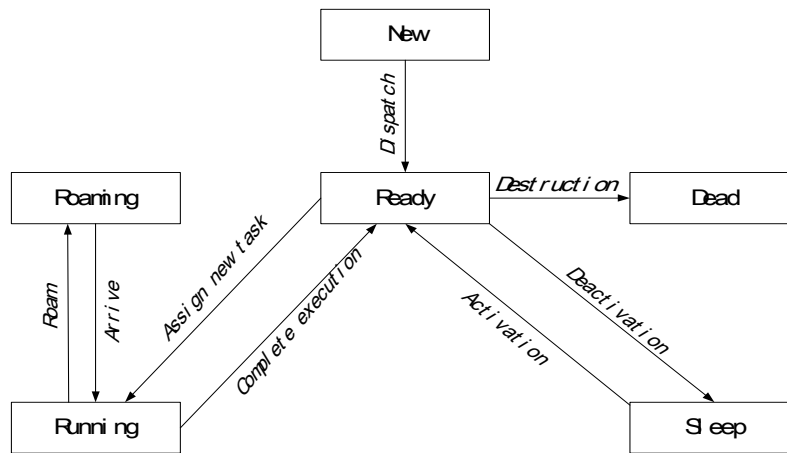 New
Dispatch
Roaming
Ready
Destruction
Dead
Roam
Arrive
Assign new task
Complete execution
Activation
Deactivation
Running
Sleep